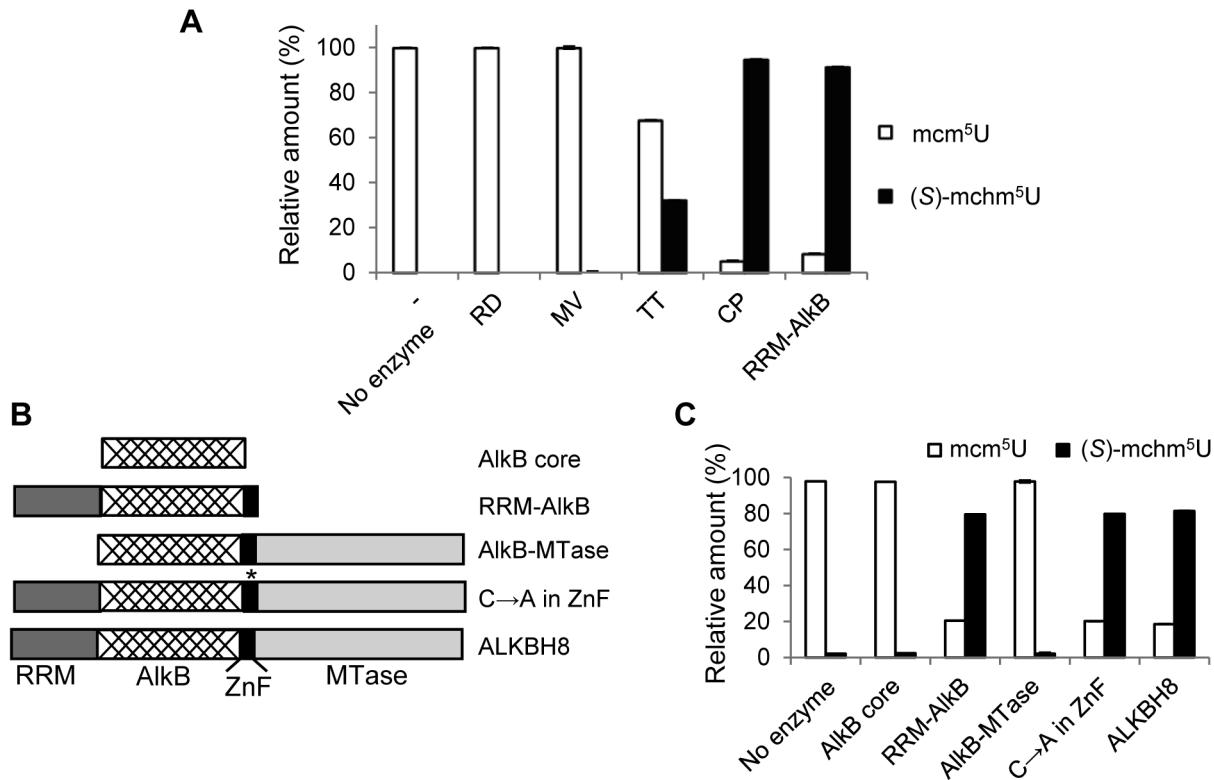 A
Relative amount (%)
100
80
60
40
20
0
-
No enzyme
RD
MV
TT
CP
RRM-AlkB
mcm⁵U
(S)-mchm⁵U
B
AlkB core
RRM-AlkB
AlkB-MTase
*
C→A in ZnF
ALKBH8
RRM
AlkB
ZnF
MTase
C
mcm⁵U
(S)-mchm⁵U
Relative amount (%)
100
80
60
40
20
0
No enzyme
AlkB core
RRM-AlkB
AlkB-MTase
C→A in ZnF
ALKBH8